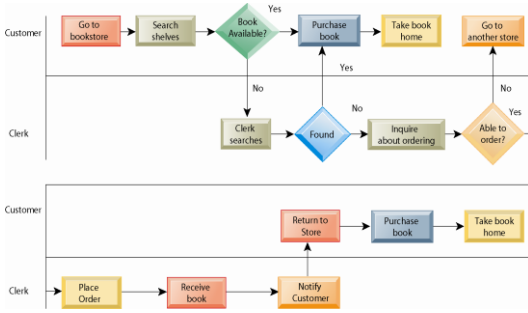 Customer
Go to
bookstore
Search
shelves
Book
Available?
Yes
Purchase
book
Take book
home
Go to
another store
No
Yes
No
Clerk
Clerk
searches
Found
No
Inquire
about ordering
Able to
order?
Yes
Customer
Return to
Store
Purchase
book
Take book
home
Clerk
Place
Order
Receive
book
Notify
Customer